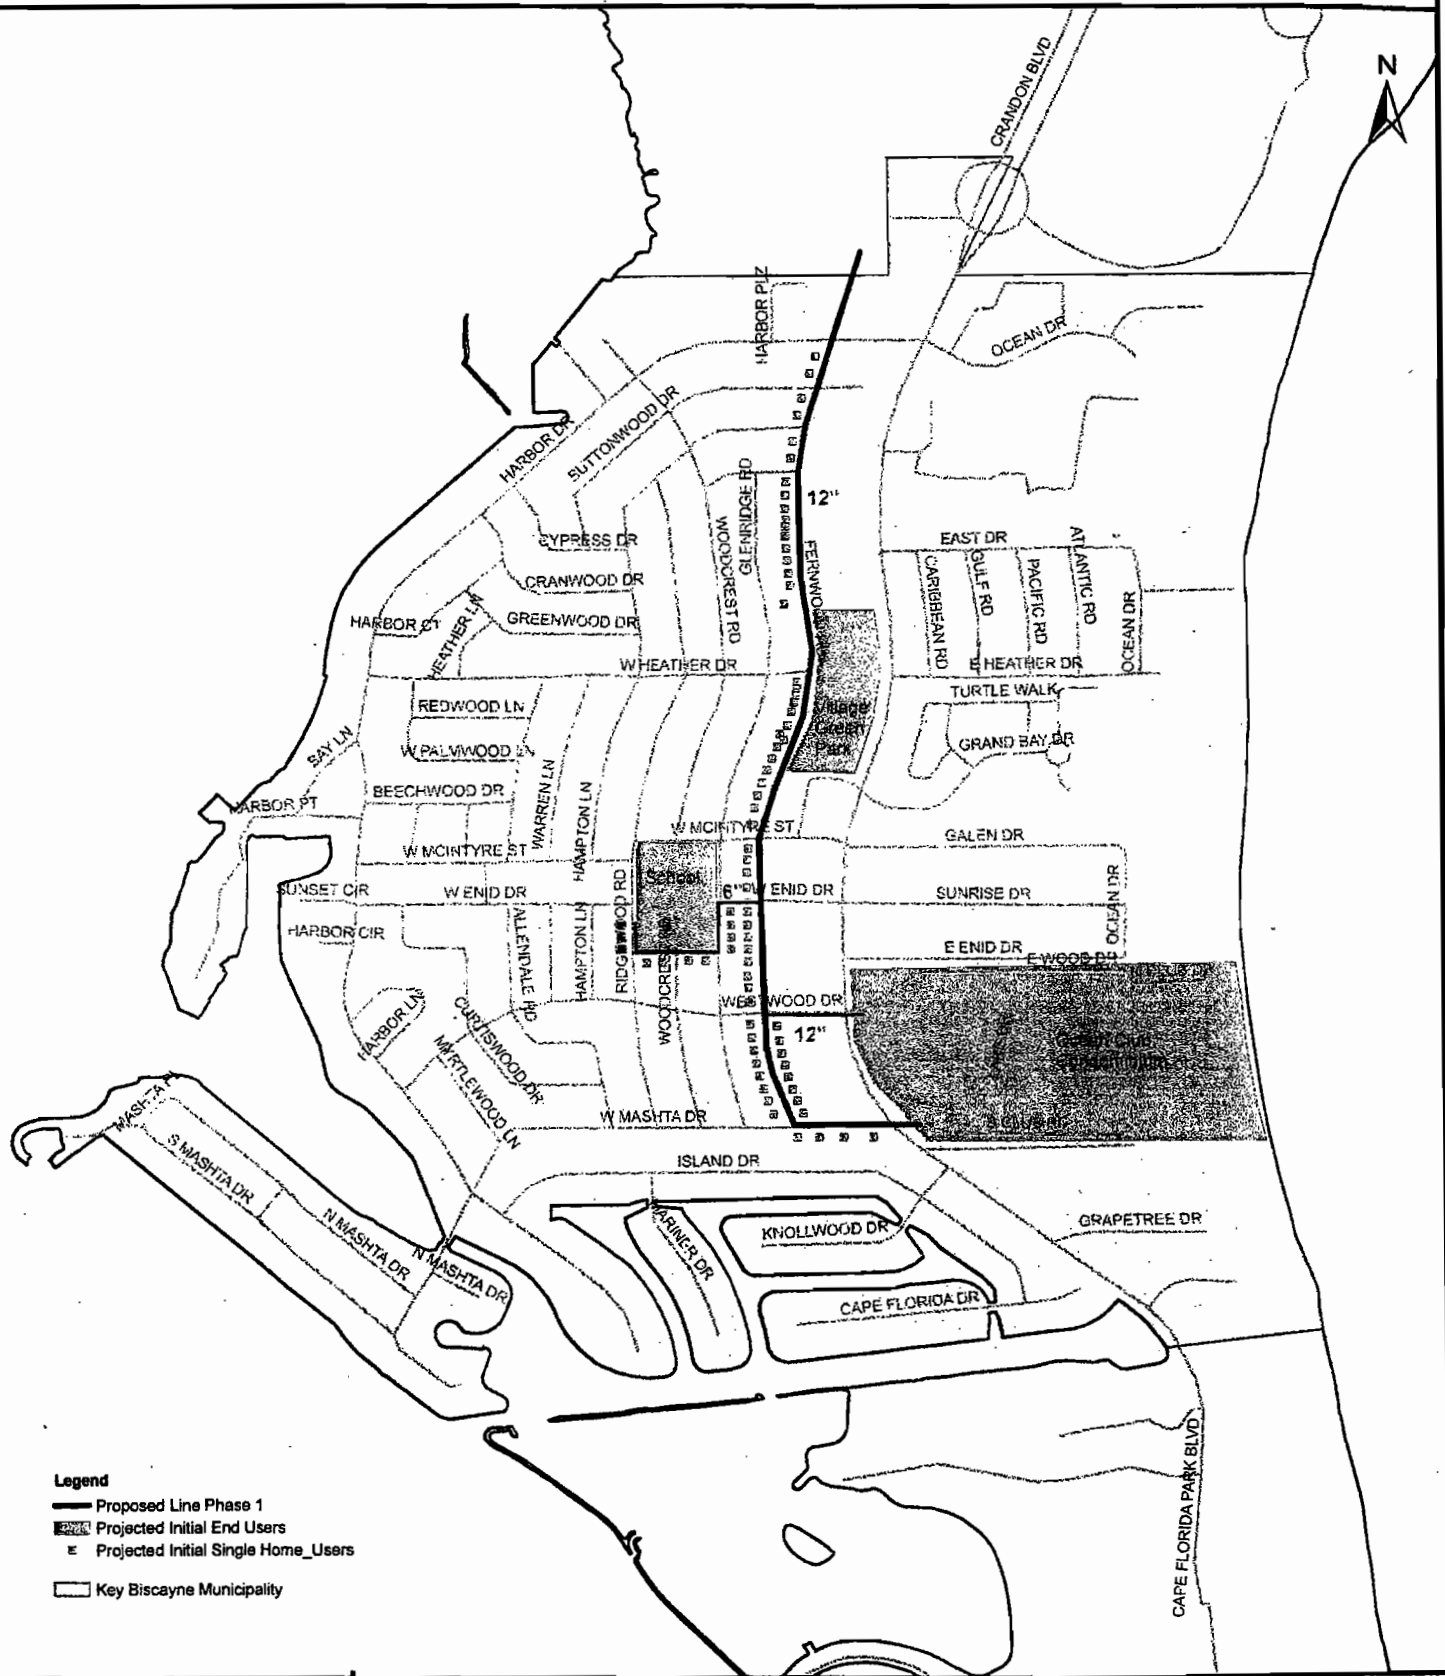 N
CRANDON BLVD
HARBOR PLZ
OCEAN DR
HARBOR DR
SUTTONWOOD DR
GLENRIDGE RD
12"
WOODCREST RD
CYPRESS DR
EAST DR
CRANWOOD DR
CARIBBEAN RD
GULF RD
PACIFIC RD
ATLANTIC RD
OCEAN DR
HARBOR CT
HEATHER LN
GREENWOOD DR
W HEATHER DR
E HEATHER DR
REDWOOD LN
TURTLE WALK
Village
Green
Park
SAY LN
W PALMWOOD LN
GRAND BAY DR
BEECHWOOD DR
WARREN LN
HAMPTON LN
HARBOR PT
W MCINTYRE ST
GALEN DR
W MCINTYRE ST
School
SUNSET CIR
W ENID DR
RIDGEWOOD RD
6"
W ENID DR
SUNRISE DR
OCEAN DR
HARBOR CIR
ALLENDALE RD
HAMPTON LN
WOODCREST RD
E ENID DR
E WOOD DR
WESTWOOD DR
HARBOR LN
CURTISWOOD DR
12"
Ocean Club
Condominium
MYRTLEWOOD LN
MASHTA
W MASHTA DR
S MASHTA DR
ISLAND DR
N MASHTA DR
N MASHTA DR
MARINER DR
KNOLLWOOD DR
GRAPETREE DR
CAPE FLORIDA DR
CAPE FLORIDA PARK BLVD
Legend
Proposed Line Phase 1
Projected Initial End Users
Projected Initial Single Home_Users
Key Biscayne Municipality